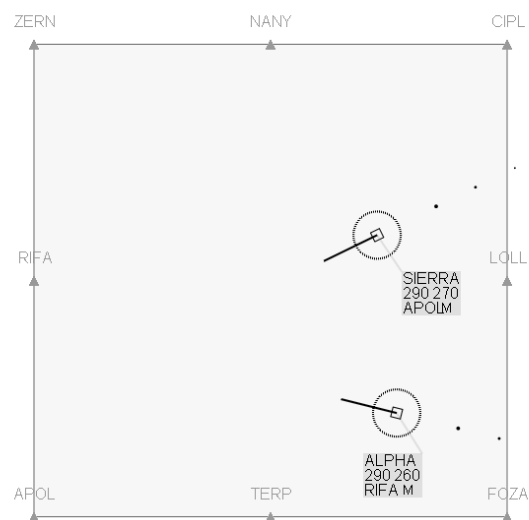 ZERN NANY CIPL
RIFA LOLL
SIERRA
290 270
APOLM
ALPHA
290 260
RIFA M
APOL TERP FOZA